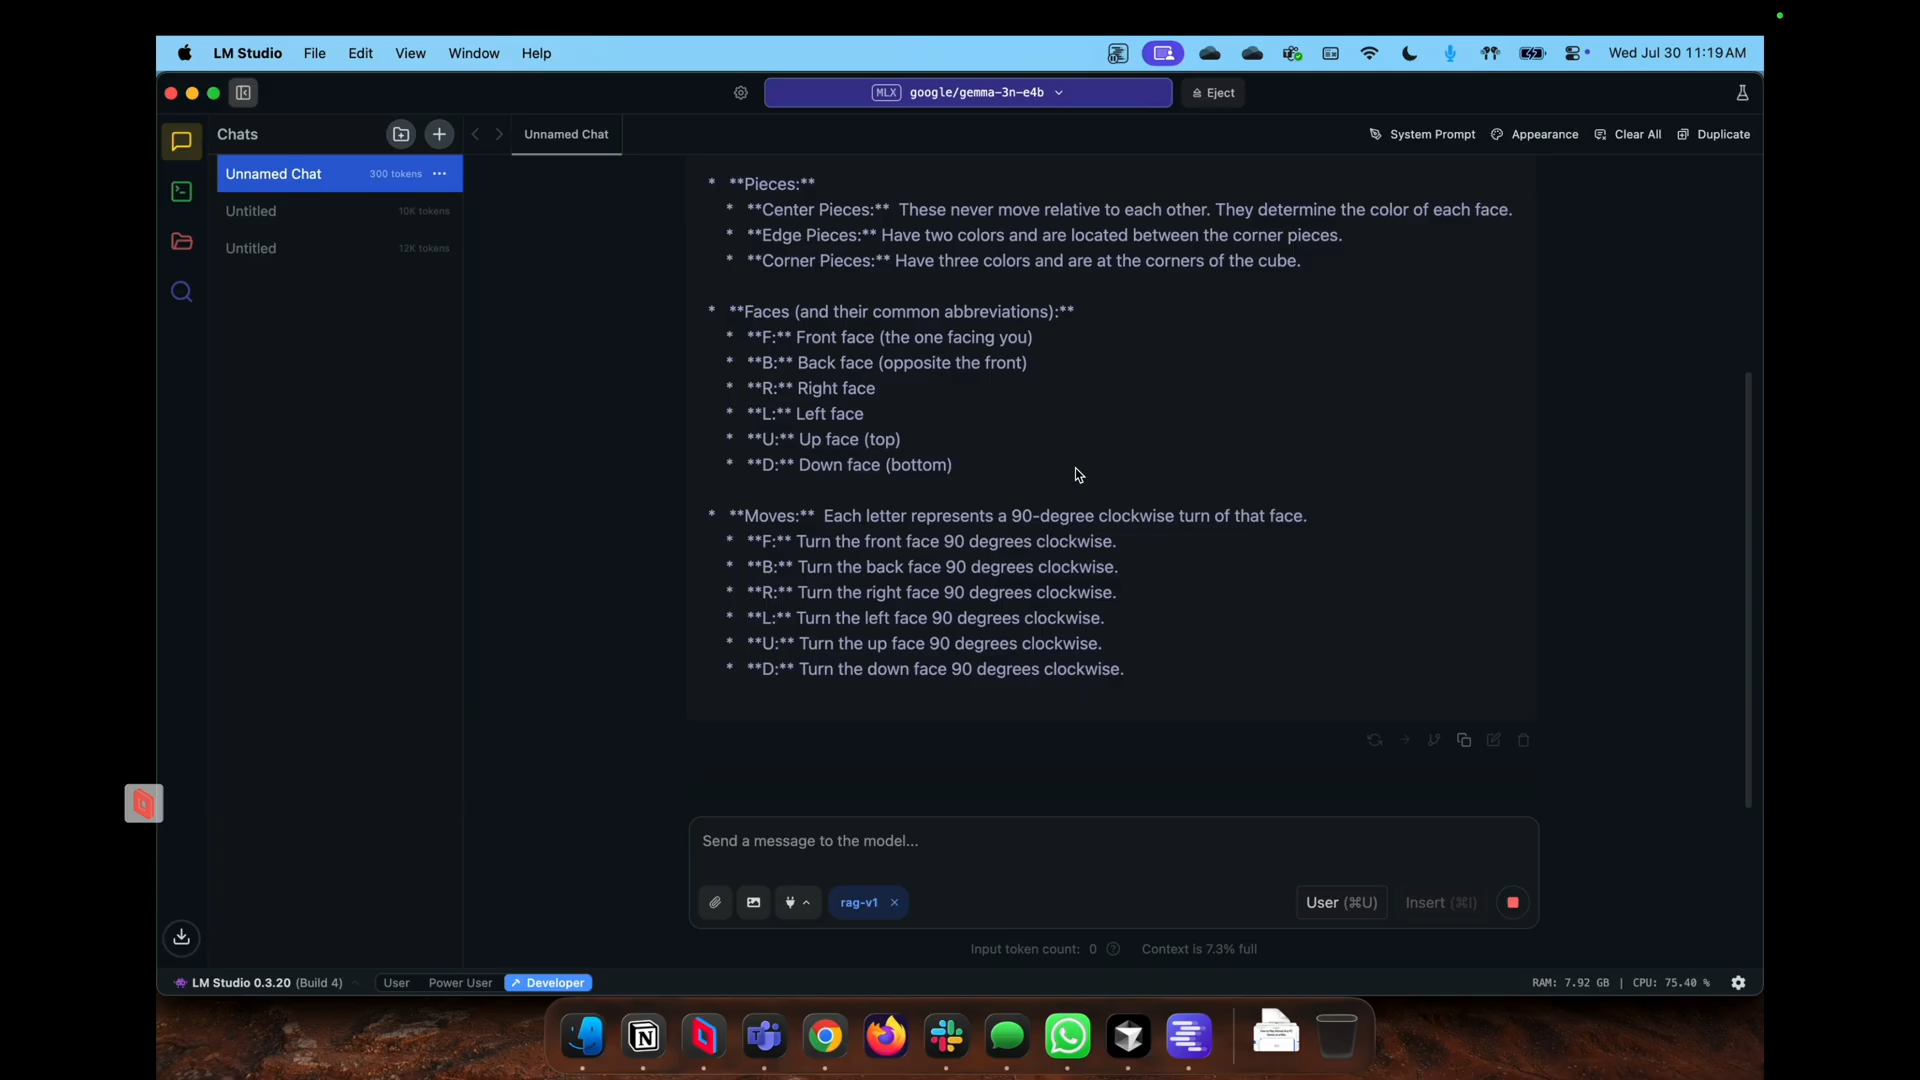 LM Studio File Edit View Window Help Wed Jul 30 11:19 AM
MLX google/gemma-3n-e4b Eject
Chats Unnamed Chat System Prompt Appearance Clear All Duplicate
Unnamed Chat 300 tokens
Untitled 10K tokens
Untitled 12K tokens
* **Pieces:**
* **Center Pieces:** These never move relative to each other. They determine the color of each face.
* **Edge Pieces:** Have two colors and are located between the corner pieces.
* **Corner Pieces:** Have three colors and are at the corners of the cube.
* **Faces (and their common abbreviations):**
* **F:** Front face (the one facing you)
* **B:** Back face (opposite the front)
* **R:** Right face
* **L:** Left face
* **U:** Up face (top)
* **D:** Down face (bottom)
* **Moves:** Each letter represents a 90-degree clockwise turn of that face.
* **F:** Turn the front face 90 degrees clockwise.
* **B:** Turn the back face 90 degrees clockwise.
* **R:** Turn the right face 90 degrees clockwise.
* **L:** Turn the left face 90 degrees clockwise.
* **U:** Turn the up face 90 degrees clockwise.
* **D:** Turn the down face 90 degrees clockwise.
Send a message to the model...
rag-v1 User (⌘U) Insert (⌘I)
Input token count: 0 Context is 7.3% full
LM Studio 0.3.20 (Build 4) User Power User Developer RAM: 7.92 GB | CPU: 75.40 %